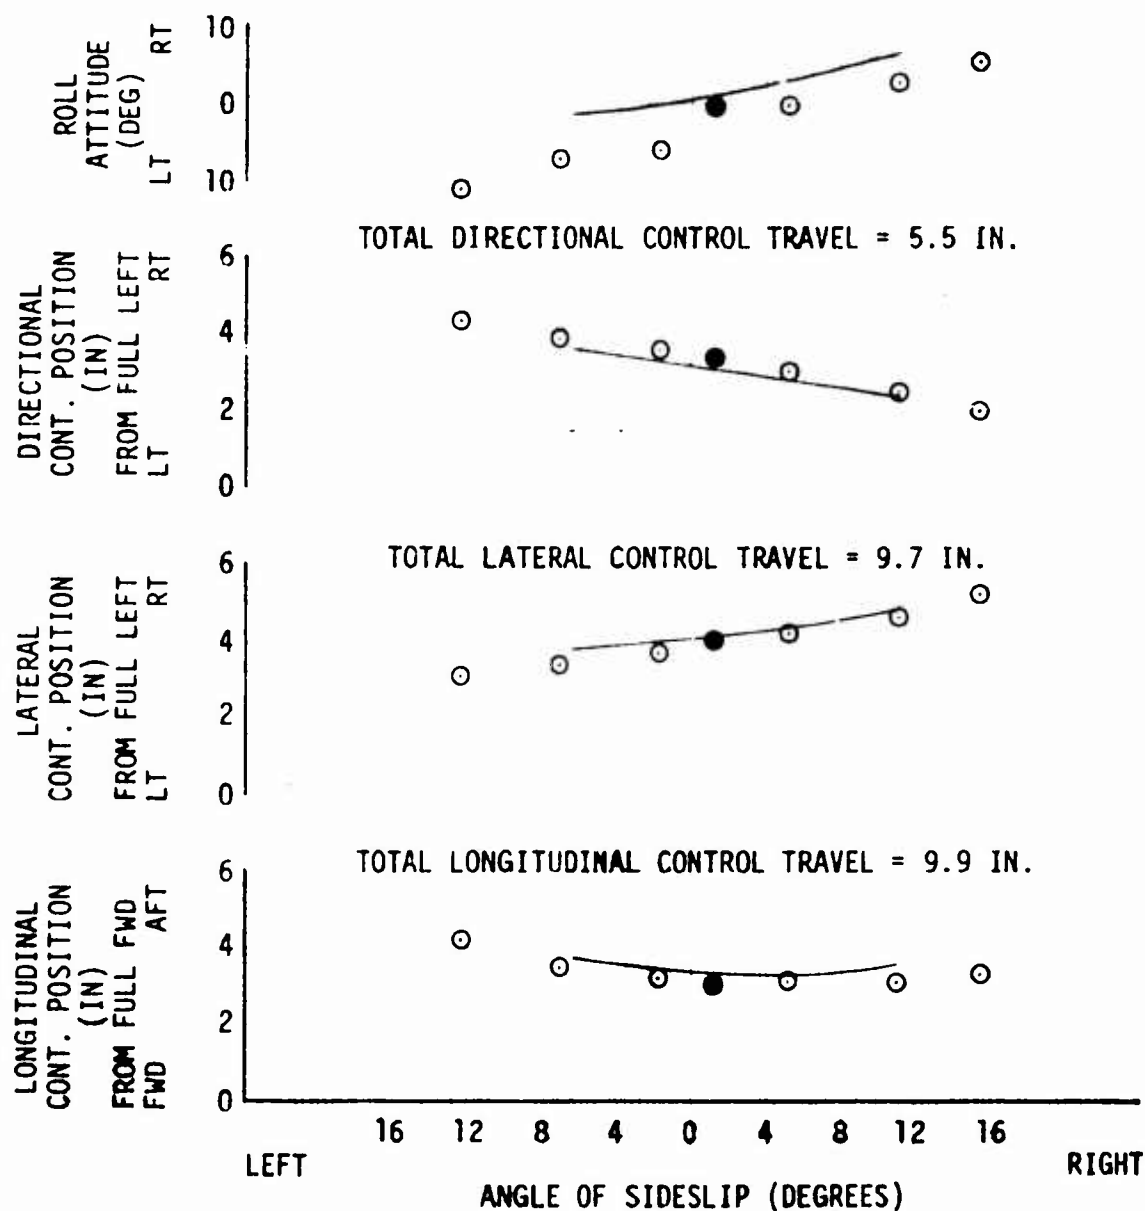 ROLL
ATTITUDE
(DEG)
LT RT
10
0
10
TOTAL DIRECTIONAL CONTROL TRAVEL = 5.5 IN.
DIRECTIONAL
CONT. POSITION
(IN)
FROM FULL LEFT
LT RT
6
4
2
0
TOTAL LATERAL CONTROL TRAVEL = 9.7 IN.
LATERAL
CONT. POSITION
(IN)
FROM FULL LEFT
LT RT
6
4
2
0
TOTAL LONGITUDINAL CONTROL TRAVEL = 9.9 IN.
LONGITUDINAL
CONT. POSITION
(IN)
FROM FULL FWD
FWD AFT
6
4
2
0
16 12 8 4 0 4 8 12 16
LEFT RIGHT
ANGLE OF SIDESLIP (DEGREES)